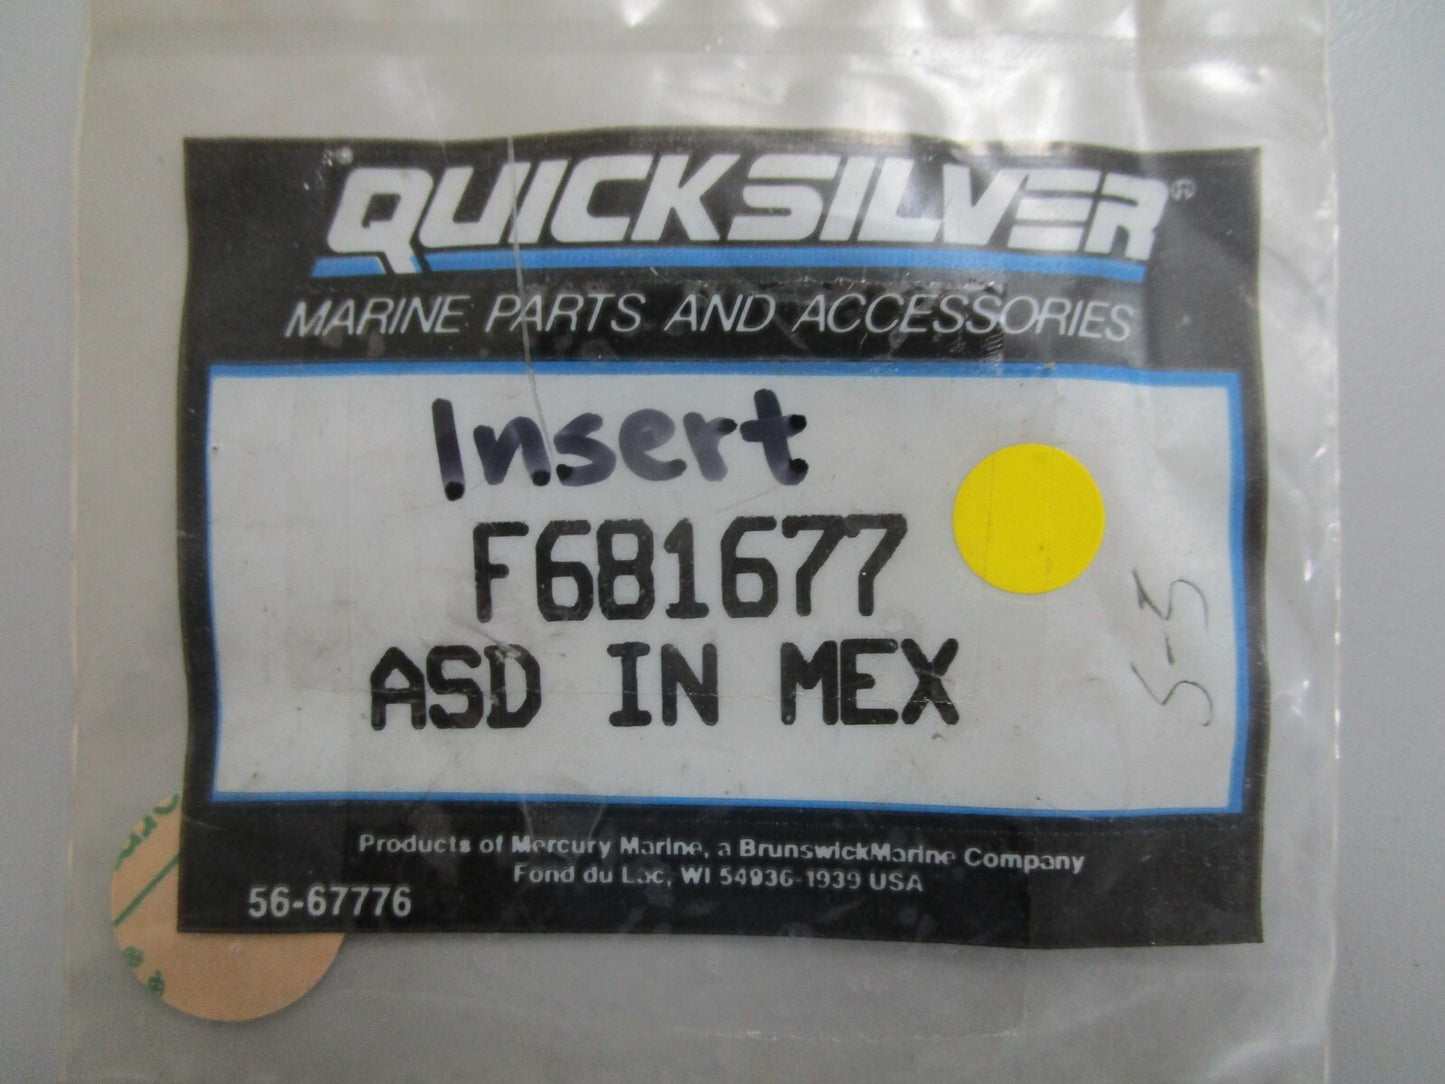 QUICKSILVER®
MARINE PARTS AND ACCESSORIES
Insert
F681677
ASD IN MEX
Products of Mercury Marine, a BrunswickMarine Company
Fond du Lac, WI 54936-1939 USA
56-67776